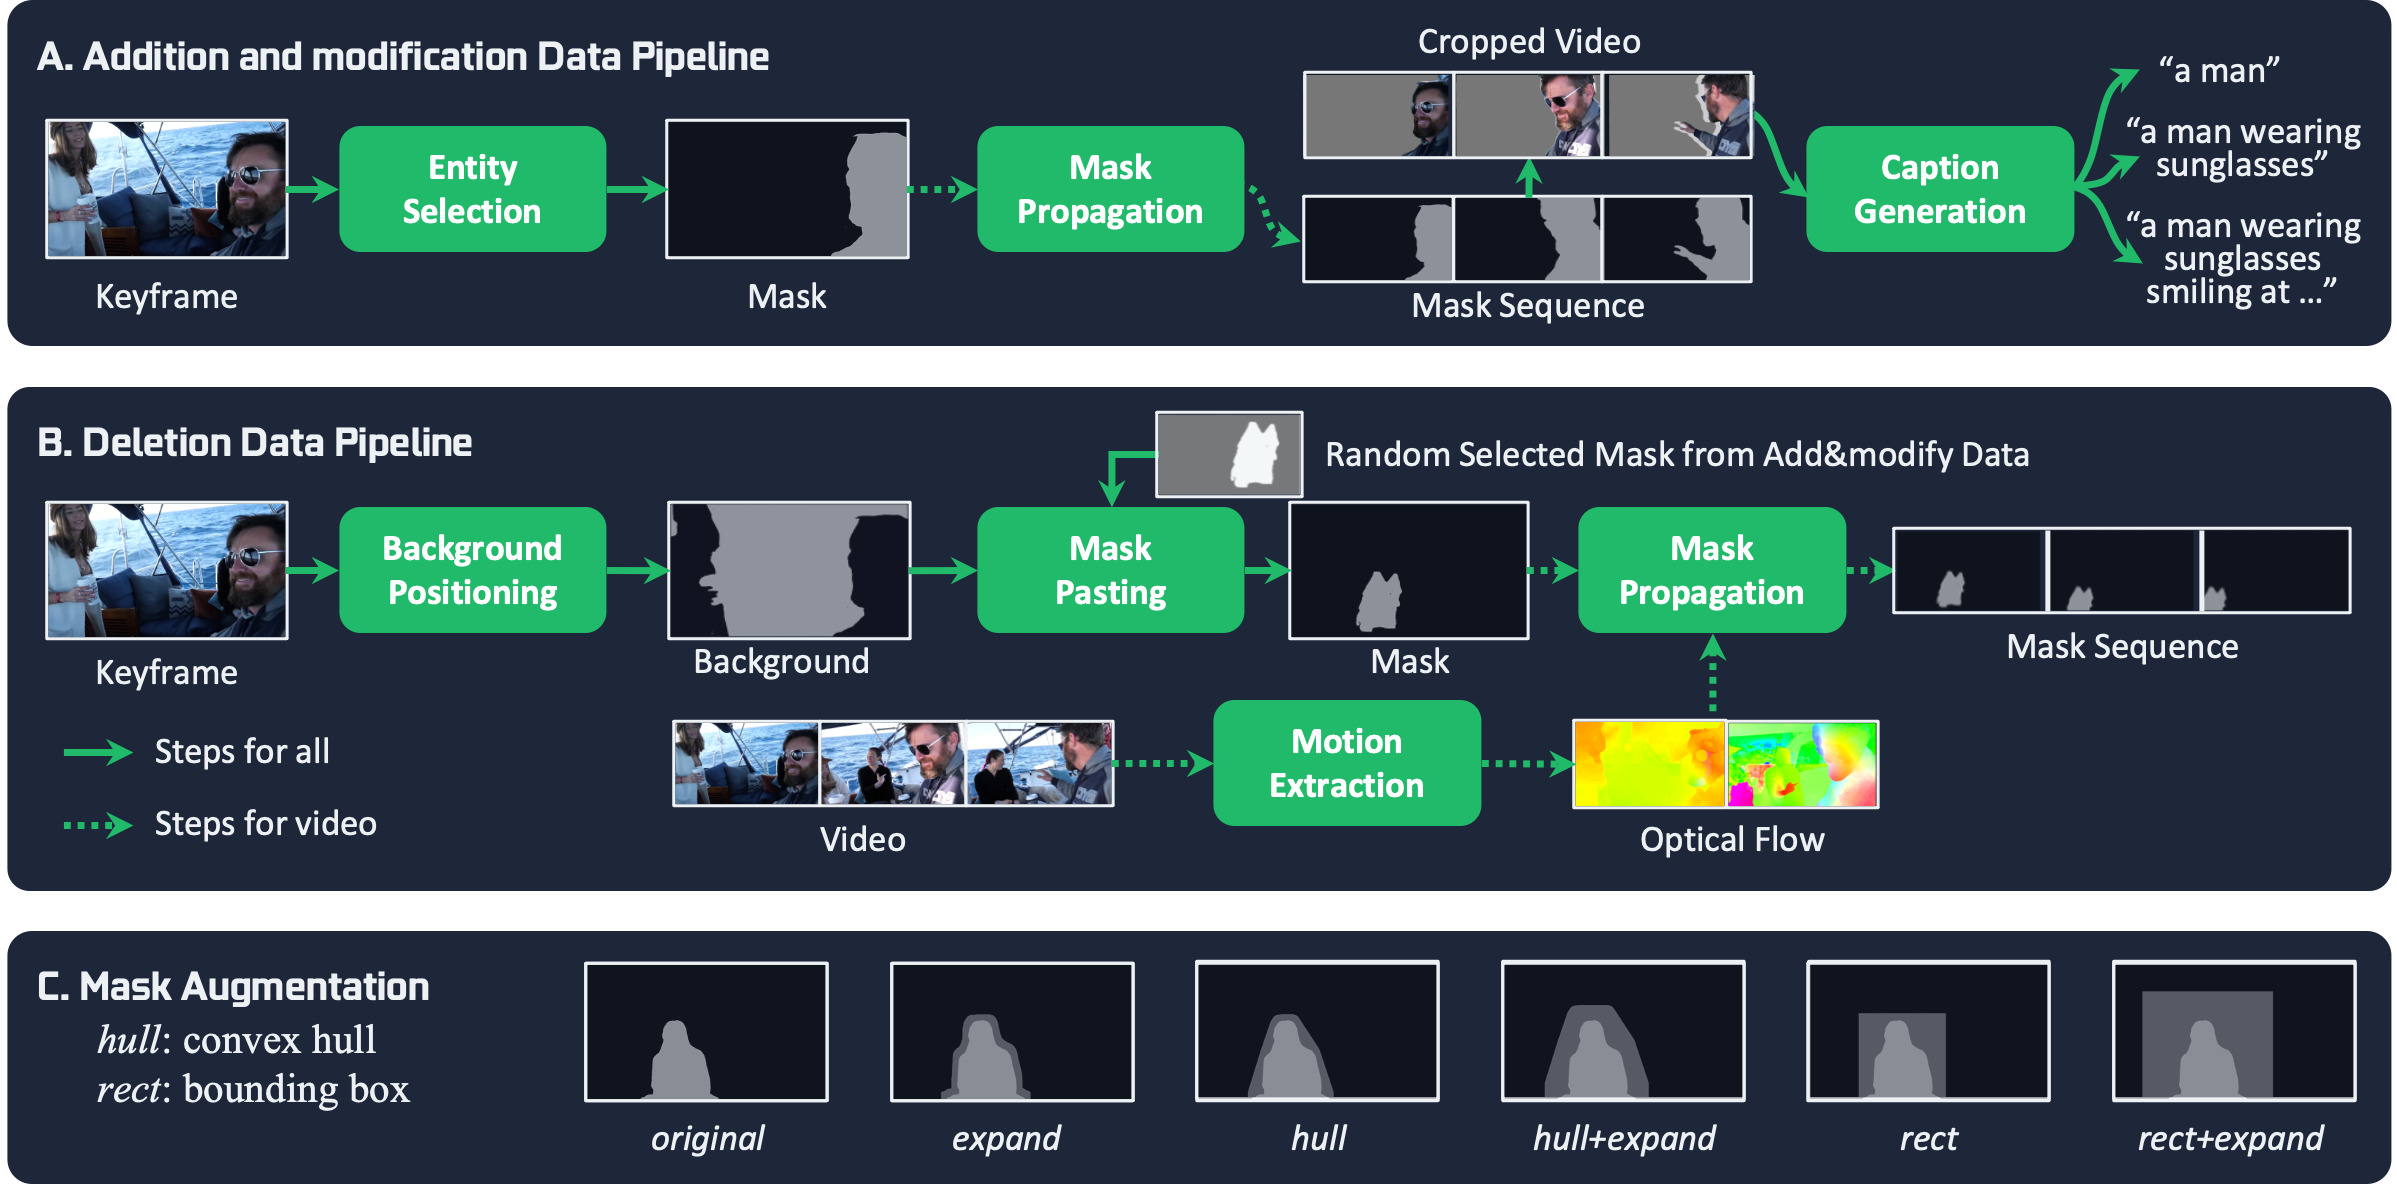 A. Addition and modification Data Pipeline
Keyframe
Entity
Selection
Mask
Mask
Propagation
Cropped Video
Mask Sequence
Caption
Generation
“a man”
“a man wearing
sunglasses”
“a man wearing
sunglasses
smiling at ...”
B. Deletion Data Pipeline
Random Selected Mask from Add&modify Data
Keyframe
Background
Positioning
Background
Mask
Pasting
Mask
Mask
Propagation
Mask Sequence
Steps for all
Steps for video
Video
Motion
Extraction
Optical Flow
C. Mask Augmentation
hull: convex hull
rect: bounding box
original
expand
hull
hull+expand
rect
rect+expand